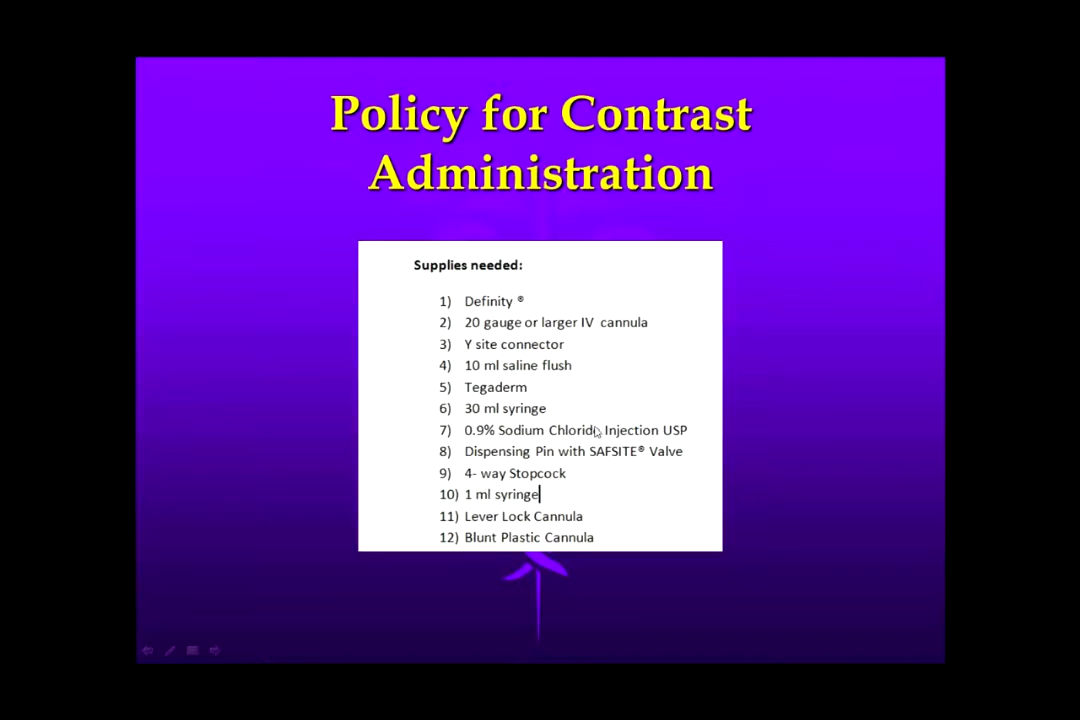 Policy for Contrast
Administration
Supplies needed:
1) Definity ®
2) 20 gauge or larger IV cannula
3) Y site connector
4) 10 ml saline flush
5) Tegaderm
6) 30 ml syringe
7) 0.9% Sodium Chloride Injection USP
8) Dispensing Pin with SAFSITE® Valve
9) 4- way Stopcock
10) 1 ml syringe
11) Lever Lock Cannula
12) Blunt Plastic Cannula